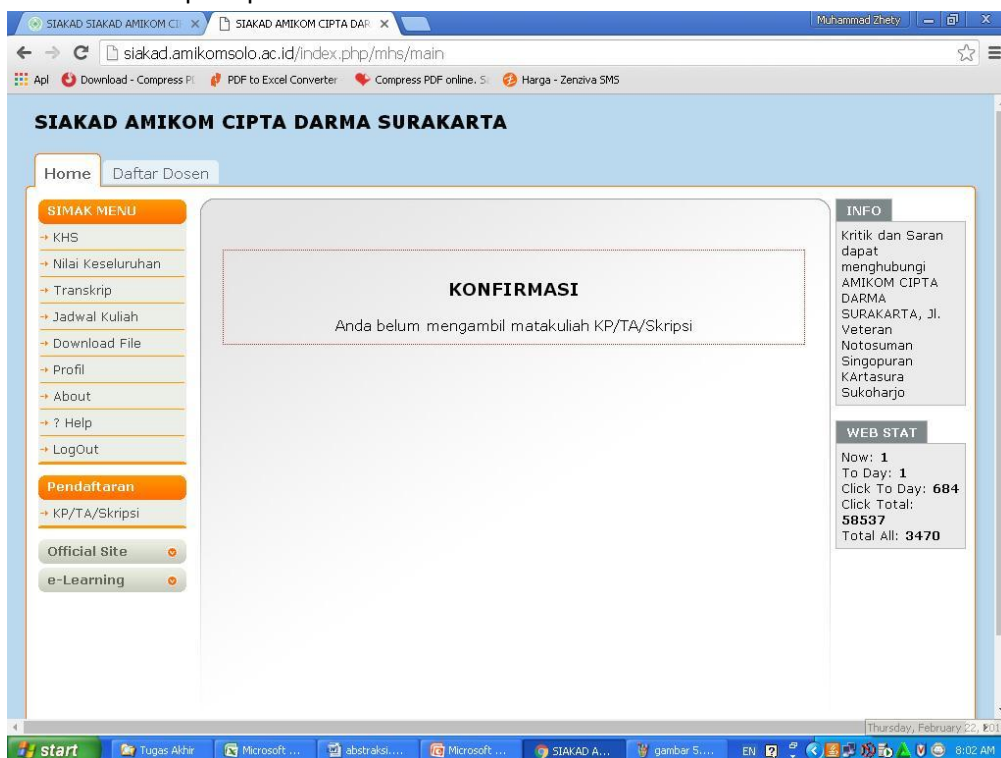 SIAKAD SIAKAD AMIKOM CI
SIAKAD AMIKOM CIPTA DAR
Muhammad Zhety
siakad.amikomsolo.ac.id/index.php/mhs/main
Apl
Download - Compress P
PDF to Excel Converter
Compress PDF online. S
Harga - Zenziva SMS
SIAKAD AMIKOM CIPTA DARMA SURAKARTA
Home
Daftar Dosen
SIMAK MENU
KHS
Nilai Keseluruhan
Transkrip
Jadwal Kuliah
Download File
Profil
About
? Help
LogOut
Pendaftaran
KP/TA/Skripsi
Official Site
e-Learning
KONFIRMASI
Anda belum mengambil matakuliah KP/TA/Skripsi
INFO
Kritik dan Saran
dapat
menghubungi
AMIKOM CIPTA
DARMA
SURAKARTA, Jl.
Veteran
Notosuman
Singopuran
KArtasura
Sukoharjo
WEB STAT
Now: 1
To Day: 1
Click To Day: 684
Click Total:
58537
Total All: 3470
Thursday, February 22, 201
start
Tugas Akhir
Microsoft ...
abstraksi....
Microsoft ...
SIAKAD A...
gambar 5....
EN
8:02 AM